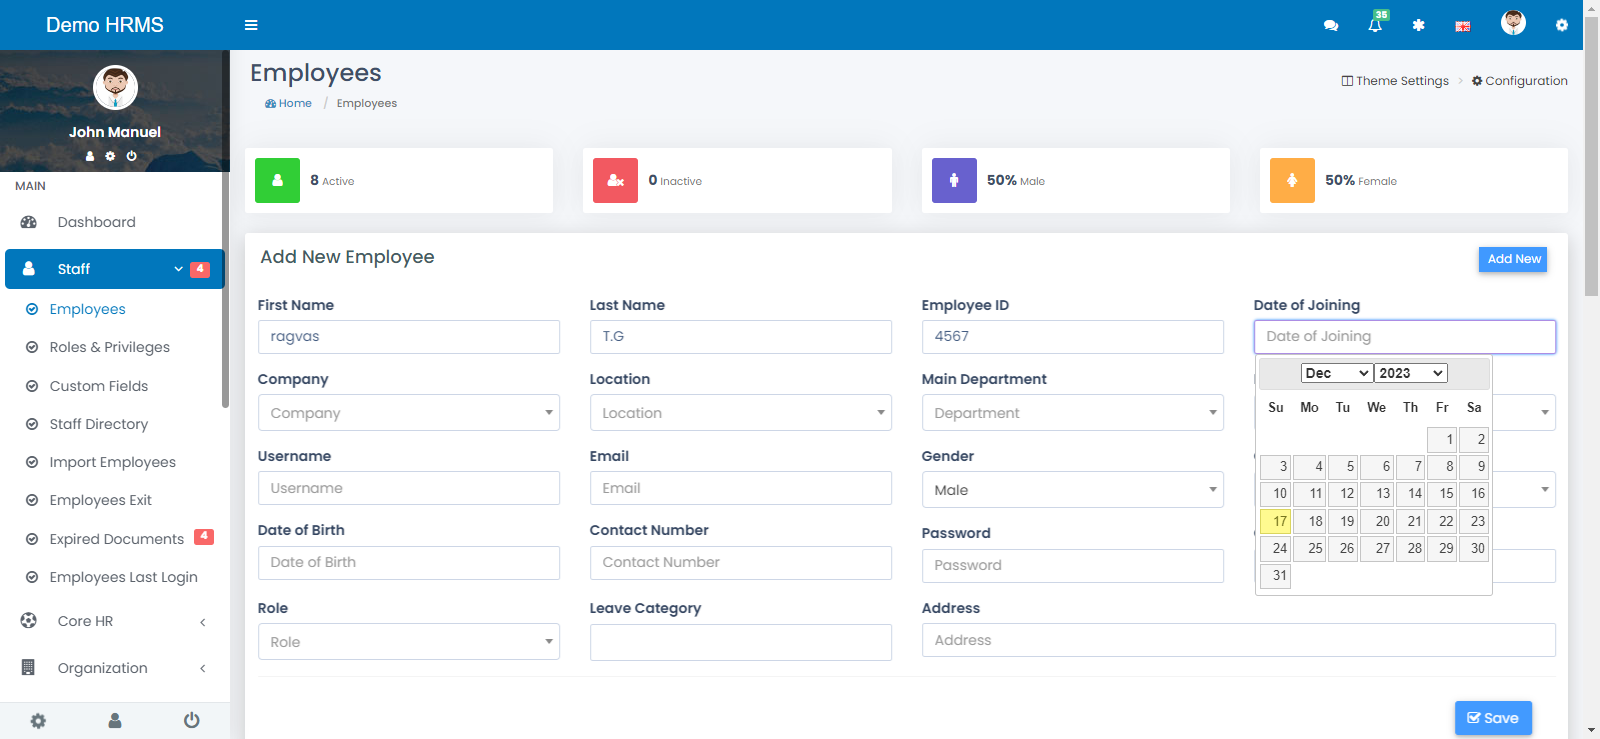 Demo HRMS
35
John Manuel
MAIN
Dashboard
Staff 4
Employees
Roles & Privileges
Custom Fields
Staff Directory
Import Employees
Employees Exit
Expired Documents 4
Employees Last Login
Core HR
Organization
Employees
Home / Employees
Theme Settings > Configuration
8 Active
0 Inactive
50% Male
50% Female
Add New Employee
Add New
First Name Last Name Employee ID Date of Joining
ragvas T.G 4567 Date of Joining
Company Location Main Department
Company Location Department
Username Email Gender
Username Email Male
Date of Birth Contact Number Password
Date of Birth Contact Number Password
Role Leave Category Address
Role Address
Dec 2023
Su Mo Tu We Th Fr Sa
1 2
3 4 5 6 7 8 9
10 11 12 13 14 15 16
17 18 19 20 21 22 23
24 25 26 27 28 29 30
31
Save